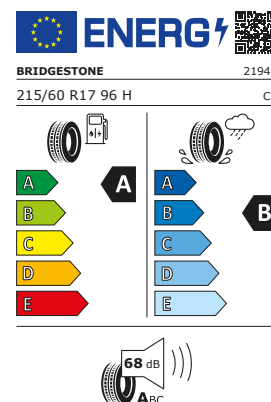 ENERG
BRIDGESTONE 2194
215/60 R17 96 H C
A A A
B B B
C C
D D
E E
68 dB
ABC